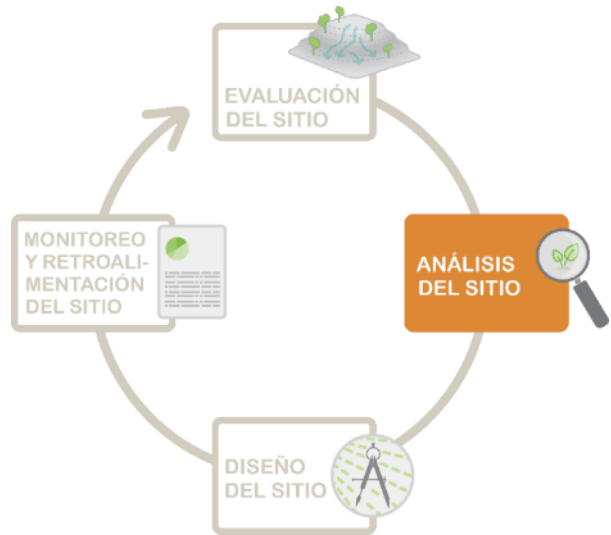 EVALUACIÓN
DEL SITIO
ANÁLISIS
DEL SITIO
DISEÑO
DEL SITIO
MONITOREO
Y RETROALI-
MENTACIÓN
DEL SITIO